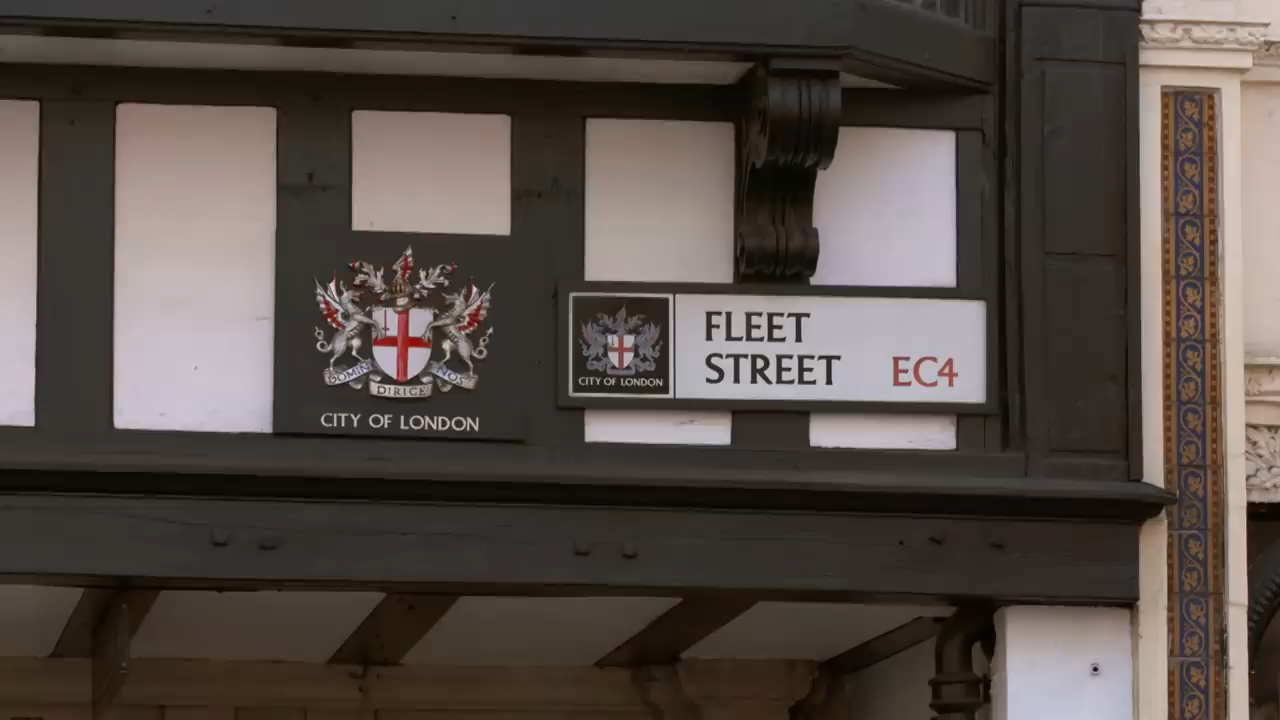 DOMINE DIRIGE NOS
CITY OF LONDON
CITY OF LONDON
FLEET
STREET EC4